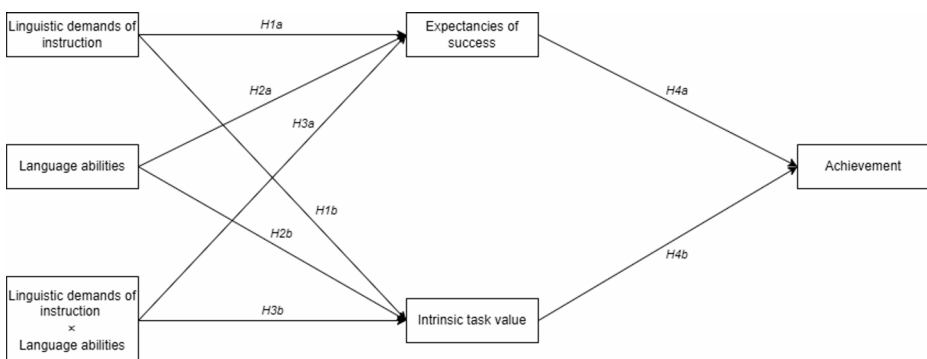 Linguistic demands of
instruction
H1a
Expectancies of
success
H2a
H3a
H4a
Language abilities
Achievement
H1b
H2b
H4b
Linguistic demands of
instruction
×
Language abilities
H3b
Intrinsic task value